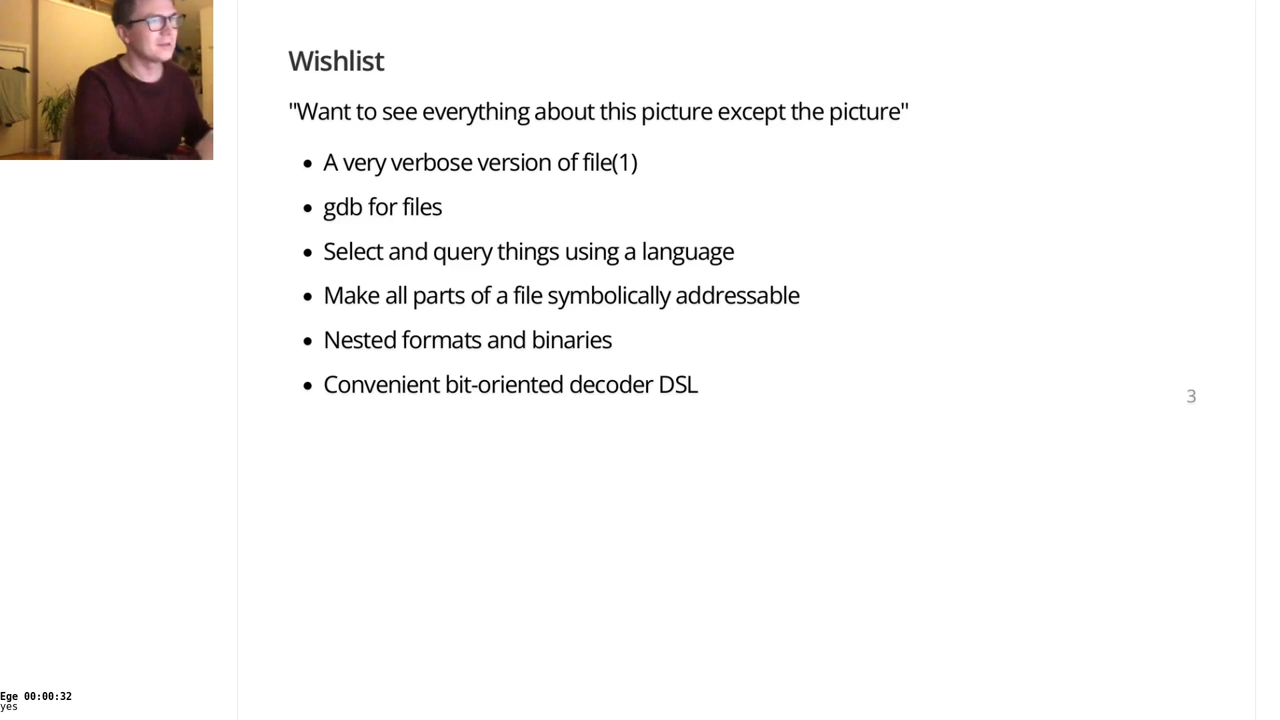 Wishlist
"Want to see everything about this picture except the picture"
• A very verbose version of file(1)
• gdb for files
• Select and query things using a language
• Make all parts of a file symbolically addressable
• Nested formats and binaries
• Convenient bit-oriented decoder DSL
3
Ege 00:00:32
yes